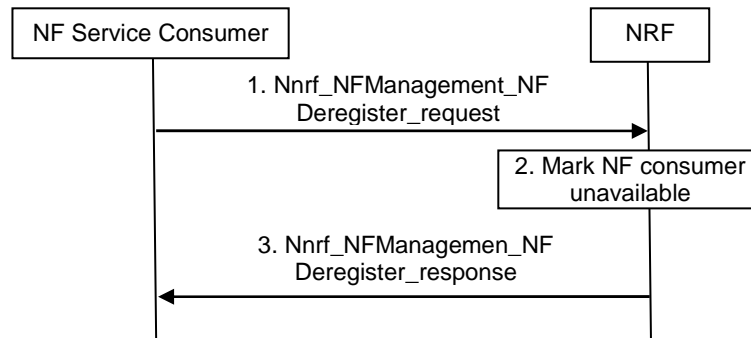 NF Service Consumer
NRF
1. Nnrf_NFManagement_NF
Deregister_request
2. Mark NF consumer
unavailable
3. Nnrf_NFManagemen_NF
Deregister_response